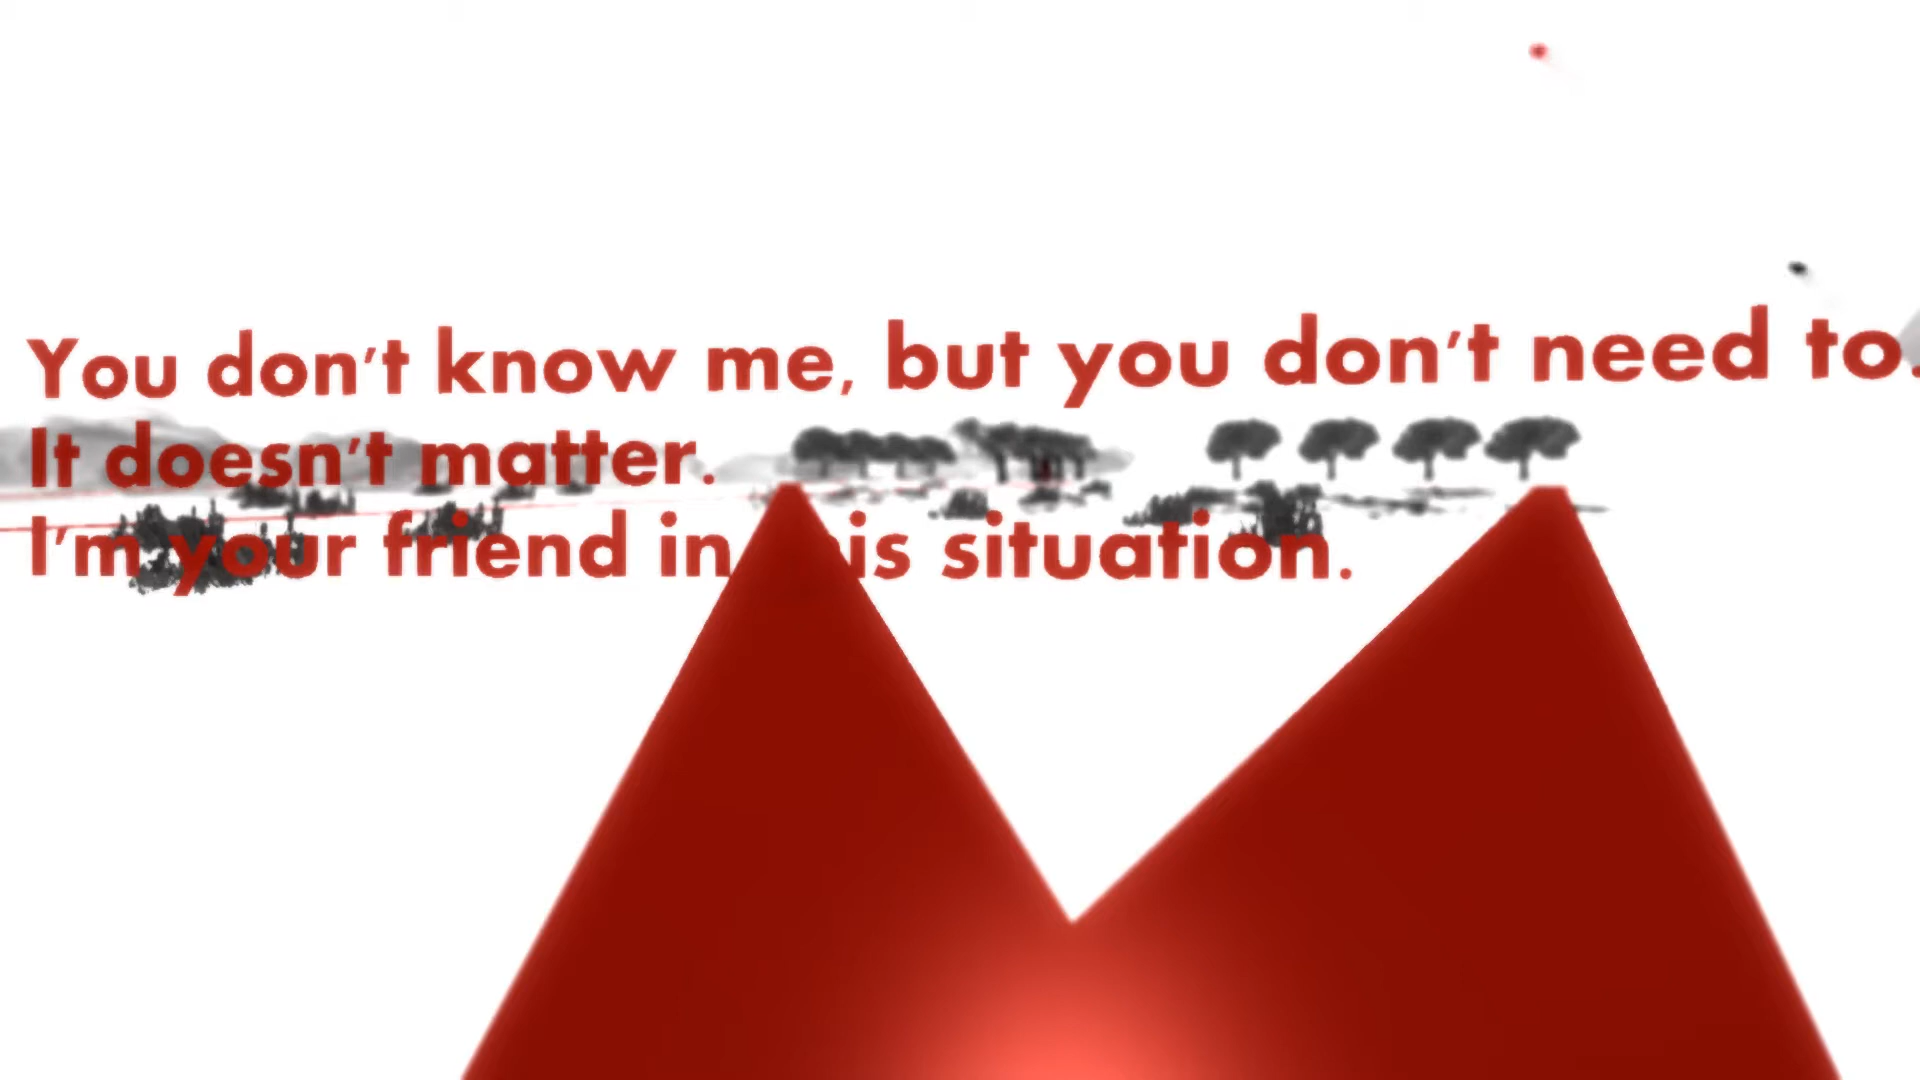 You don't know me, but you don't need to.
It doesn't matter.
I'm your friend in is situation.